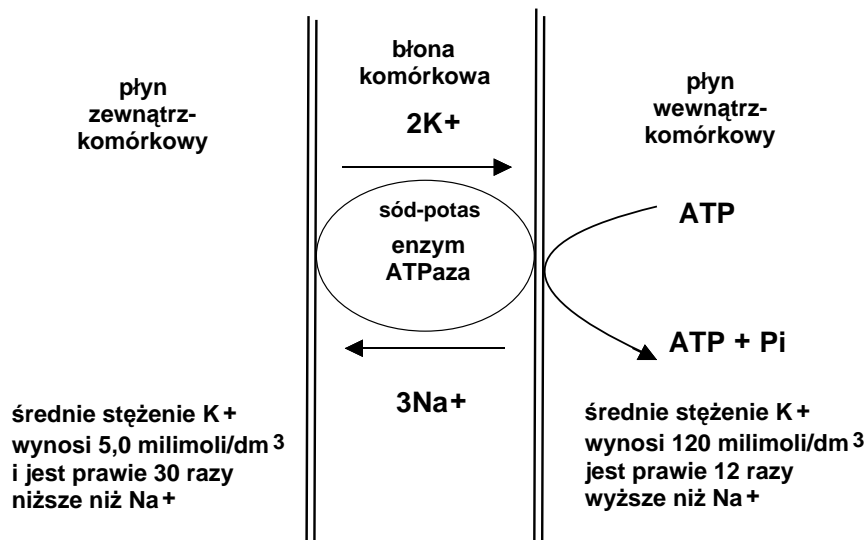 płyn
zewnątrz-
komórkowy
błona
komórkowa
2K+
sód-potas
enzym
ATPaza
3Na+
płyn
wewnątrz-
komórkowy
ATP
ATP + Pi
średnie stężenie K+
wynosi 5,0 milimoli/dm3
i jest prawie 30 razy
niższe niż Na+
średnie stężenie K+
wynosi 120 milimoli/dm3
jest prawie 12 razy
wyższe niż Na+